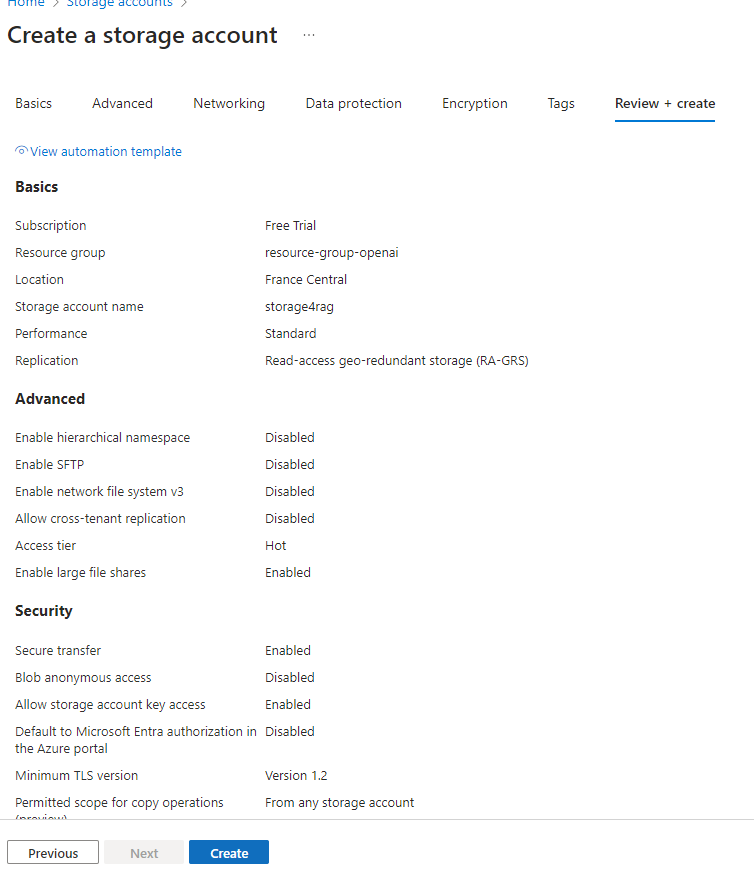 Home > Storage accounts >
Create a storage account ...
Basics Advanced Networking Data protection Encryption Tags Review + create
View automation template
Basics
Subscription Free Trial
Resource group resource-group-openai
Location France Central
Storage account name storage4rag
Performance Standard
Replication Read-access geo-redundant storage (RA-GRS)
Advanced
Enable hierarchical namespace Disabled
Enable SFTP Disabled
Enable network file system v3 Disabled
Allow cross-tenant replication Disabled
Access tier Hot
Enable large file shares Enabled
Security
Secure transfer Enabled
Blob anonymous access Disabled
Allow storage account key access Enabled
Default to Microsoft Entra authorization in Disabled
the Azure portal
Minimum TLS version Version 1.2
Permitted scope for copy operations From any storage account
(preview)
Previous Next Create